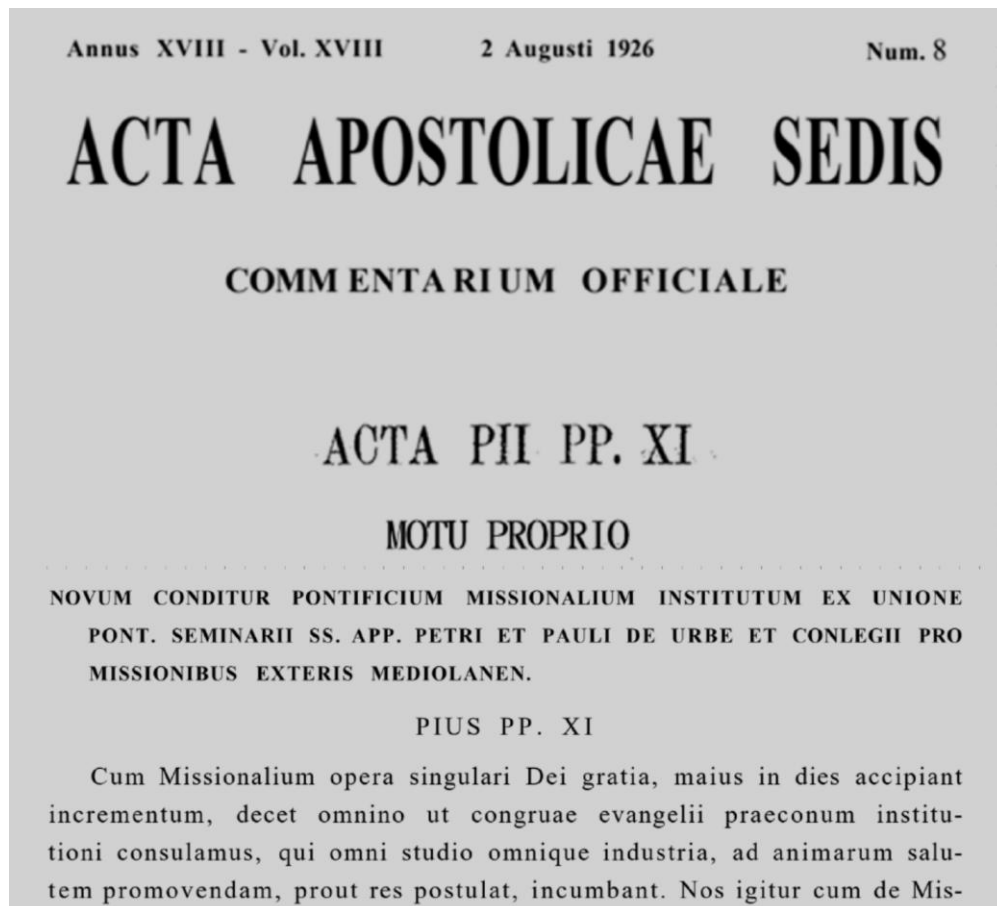 Annus XVIII - Vol. XVIII 2 Augusti 1926 Num. 8
ACTA APOSTOLICAE SEDIS
COMMENTARIUM OFFICIALE
ACTA PII PP. XI
MOTU PROPRIO
NOVUM CONDITUR PONTIFICIUM MISSIONALIUM INSTITUTUM EX UNIONE
PONT. SEMINARII SS. APP. PETRI ET PAULI DE URBE ET CONLEGII PRO
MISSIONIBUS EXTERIS MEDIOLANEN.
PIUS PP. XI
Cum Missionalium opera singulari Dei gratia, maius in dies accipiant
incrementum, decet omnino ut congruae evangelii praeconum institu-
tioni consulamus, qui omni studio omnique industria, ad animarum salu-
tem promovendam, prout res postulat, incumbant. Nos igitur cum de Mis-